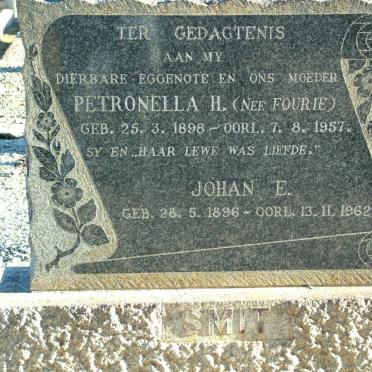 TER GEDAGTENIS
AAN MY
DIERBARE EGGENOTE EN ONS MOEDER
PETRONELLA H. (NEE FOURIE)
GEB. 25. 3. 1898 – OORL. 7. 8. 1957.
SY EN „HAAR LEWE WAS LIEFDE."
JOHAN E.
GEB. 28. 5. 1896 – OORL. 13. 11. 1962
SMIT